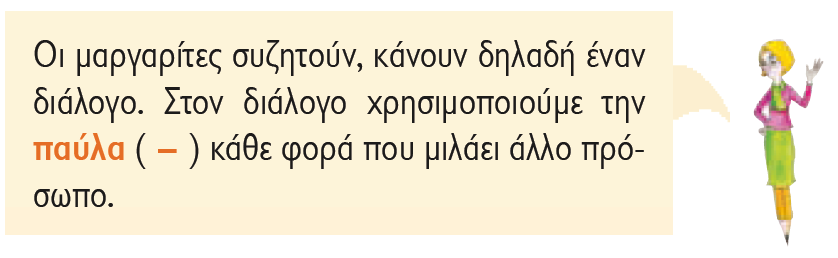 Οι μαργαρίτες συζητούν, κάνουν δηλαδή έναν
διάλογο. Στον διάλογο χρησιμοποιούμε την
παύλα ( – ) κάθε φορά που μιλάει άλλο πρό-
σωπο.